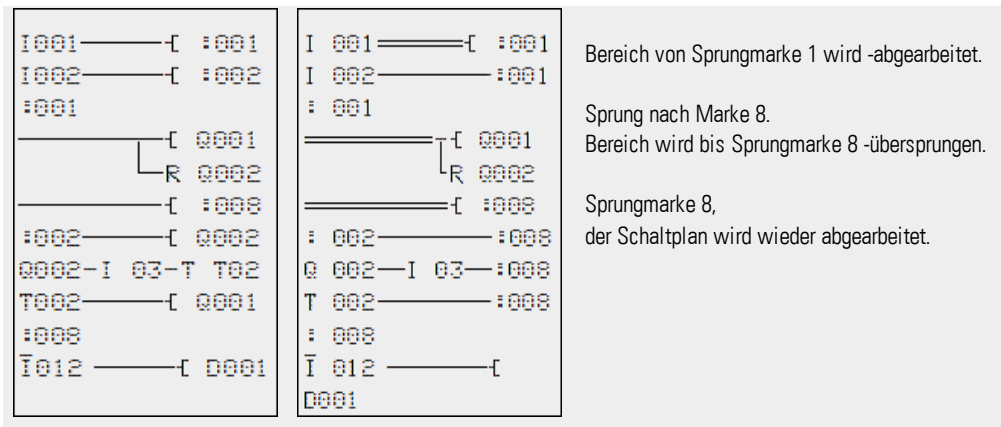 I001-[ :001
I002-[ :002
:001
-[ Q001
R Q002
-[ :008
:002-[ Q002
Q002-I 03-T T02
T002-[ Q001
:008
I̅012 -[ D001
I 001=[ :001
I 002-:001
: 001
=[ Q001
R Q002
=[ :008
: 002-:008
Q 002-I 03-:008
T 002-:008
: 008
I̅ 012 -[
D001
Bereich von Sprungmarke 1 wird -abgearbeitet.
Sprung nach Marke 8.
Bereich wird bis Sprungmarke 8 -übersprungen.
Sprungmarke 8,
der Schaltplan wird wieder abgearbeitet.